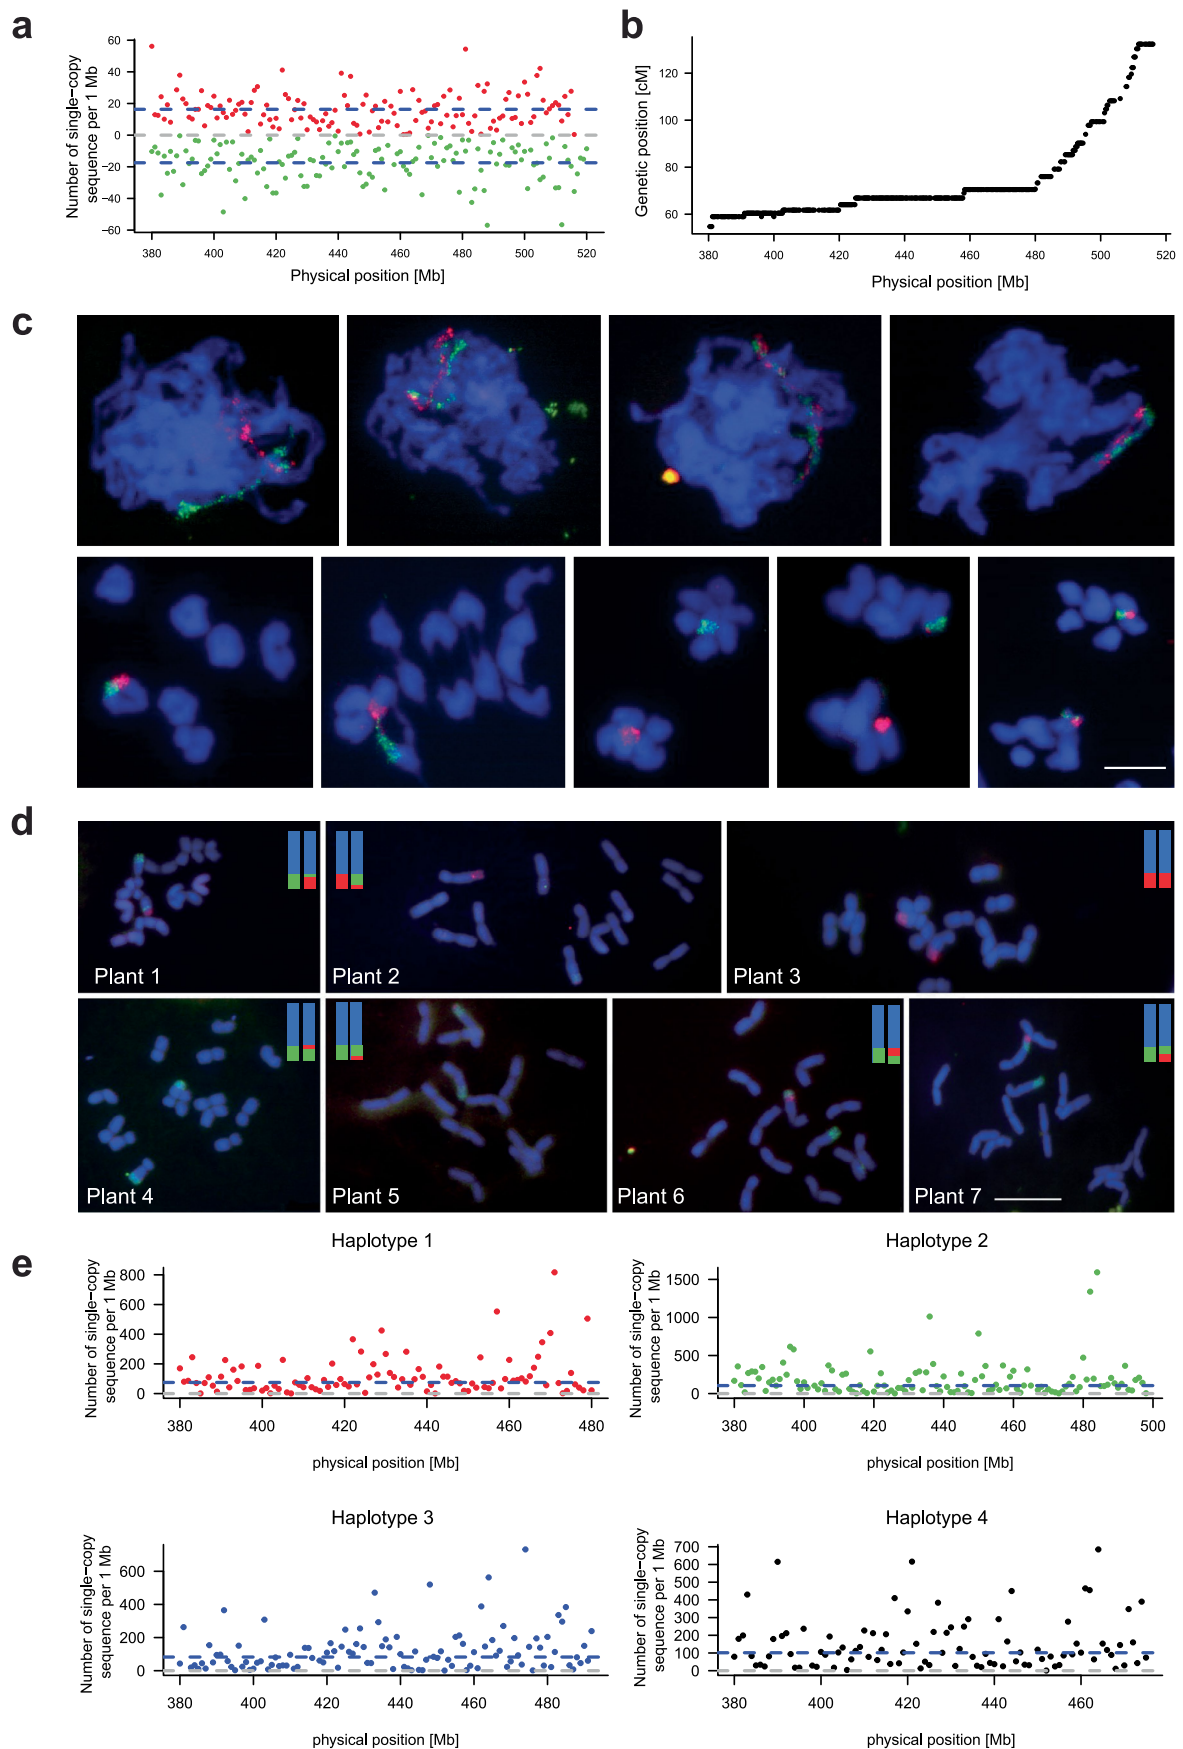 a
Number of single-copy
sequence per 1 Mb
60
40
20
0
−20
−40
−60
380
400
420
440
460
480
500
520
Physical position [Mb]
b
Genetic position [cM]
120
100
80
60
380
400
420
440
460
480
500
520
Physical position [Mb]
c
d
Plant 1
Plant 2
Plant 3
Plant 4
Plant 5
Plant 6
Plant 7
e
Haplotype 1
Number of single−copy
sequence per 1 Mb
800
600
400
200
0
380
400
420
440
460
480
physical position [Mb]
Haplotype 2
Number of single−copy
sequence per 1 Mb
1500
1000
500
0
380
400
420
440
460
480
500
physical position [Mb]
Haplotype 3
Number of single−copy
sequence per 1 Mb
600
400
200
0
380
400
420
440
460
480
physical position [Mb]
Haplotype 4
Number of single−copy
sequence per 1 Mb
700
600
500
400
300
200
100
0
380
400
420
440
460
physical position [Mb]